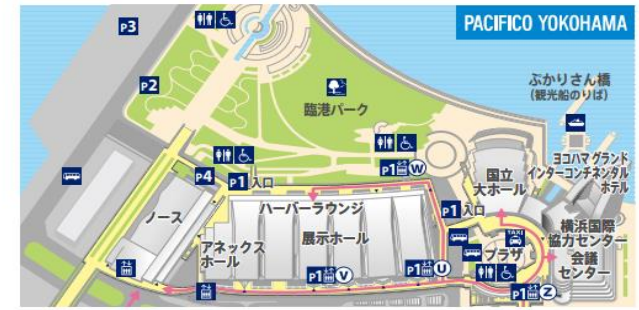 PACIFICO YOKOHAMA
P3
P2
臨港パーク
ぷかりさん橋
(観光船のりば)
ヨコハマ グランド
インターコンチネンタル
ホテル
国立
大ホール
P1 W
P4
P1 入口
P1 入口
ノース
ハーバーラウンジ
アネックス
ホール
展示ホール
TAXI
プラザ
横浜国際
協力センター
会議
センター
P1 V
P1 U
P1 Z